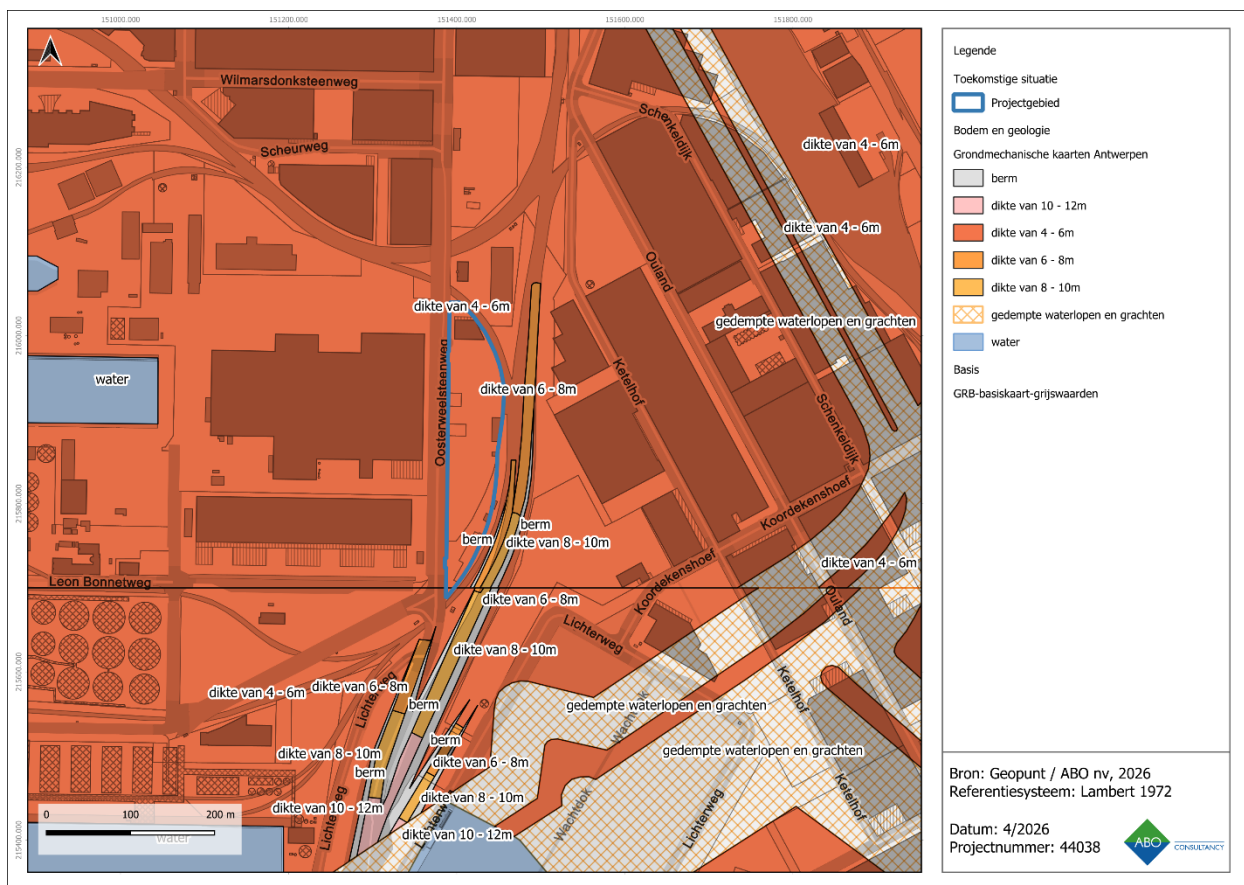 151000.000
151200.000
151400.000
151600.000
151800.000
216200.000
216000.000
215800.000
215600.000
215400.000
Wilmarsdonksteenweg
Scheurweg
Schenkeldijk
dikte van 4 - 6m
dikte van 4 - 6m
Ouland
dikte van 4 - 6m
gedempte waterlopen en grachten
water
Oosterweelsteenweg
dikte van 6 - 8m
Ketelhof
Schenkeldijk
Koordekenshoef
berm
berm
dikte van 8 - 10m
Koordekenshoef
dikte van 4 - 6m
Leon Bonnetweg
dikte van 6 - 8m
Ouland
Lichterweg
dikte van 8 - 10m
Ketelhof
dikte van 6 - 8m
dikte van 4 - 6m
Lichterweg
berm
Wachtdok
gedempte waterlopen en grachten
berm
gedempte waterlopen en grachten
dikte van 8 - 10m
dikte van 6 - 8m
berm
Ketelhof
dikte van 8 - 10m
dikte van 10 - 12m
Wachtdok
Lichterweg
Lichterweg
Lichterweg
dikte van 10 - 12m
0
100
200 m
water
Legende
Toekomstige situatie
Projectgebied
Bodem en geologie
Grondmechanische kaarten Antwerpen
berm
dikte van 10 - 12m
dikte van 4 - 6m
dikte van 6 - 8m
dikte van 8 - 10m
gedempte waterlopen en grachten
water
Basis
GRB-basiskaart-grijswaarden
Bron: Geopunt / ABO nv, 2026
Referentiesysteem: Lambert 1972
Datum: 4/2026
Projectnummer: 44038
ABO
CONSULTANCY